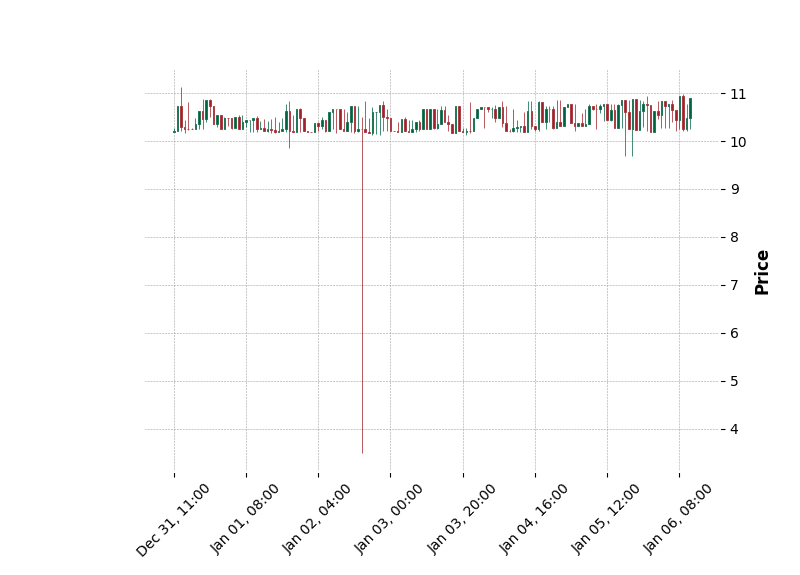 11
10
9
8
7
6
5
4
Price
Dec 31, 11:00
Jan 01, 08:00
Jan 02, 04:00
Jan 03, 00:00
Jan 03, 20:00
Jan 04, 16:00
Jan 05, 12:00
Jan 06, 08:00